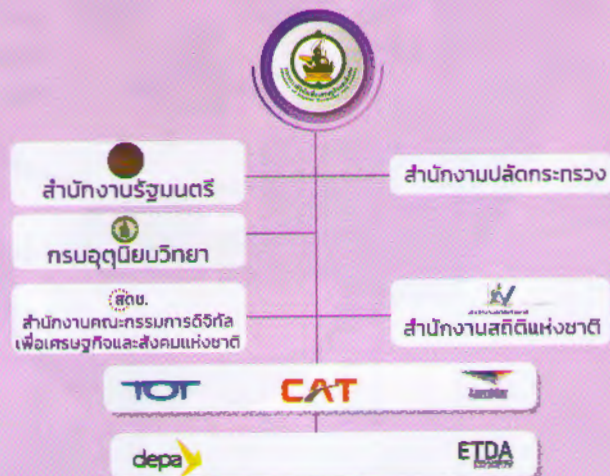 สำนักงานรัฐมนตรี
สำนักงานปลัดกระทรวง
กรมอุตุนิยมวิทยา
สดช.
สำนักงานคณะกรรมการดิจิทัล
เพื่อเศรษฐกิจและสังคมแห่งชาติ
สำนักงานสถิติแห่งชาติ
TOT
CAT
depa
ETDA